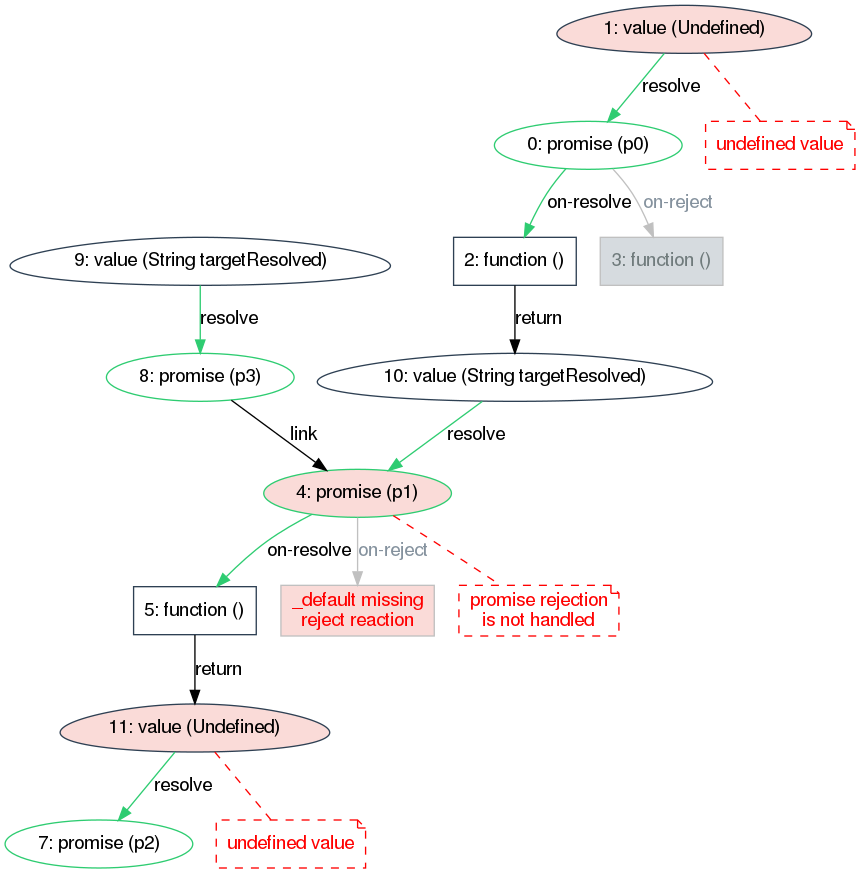 1: value (Undefined)
resolve
undefined value
0: promise (p0)
on-resolve
on-reject
9: value (String targetResolved)
2: function ()
3: function ()
resolve
return
8: promise (p3)
10: value (String targetResolved)
link
resolve
4: promise (p1)
on-resolve
on-reject
5: function ()
_default missing
reject reaction
promise rejection
is not handled
return
11: value (Undefined)
resolve
7: promise (p2)
undefined value